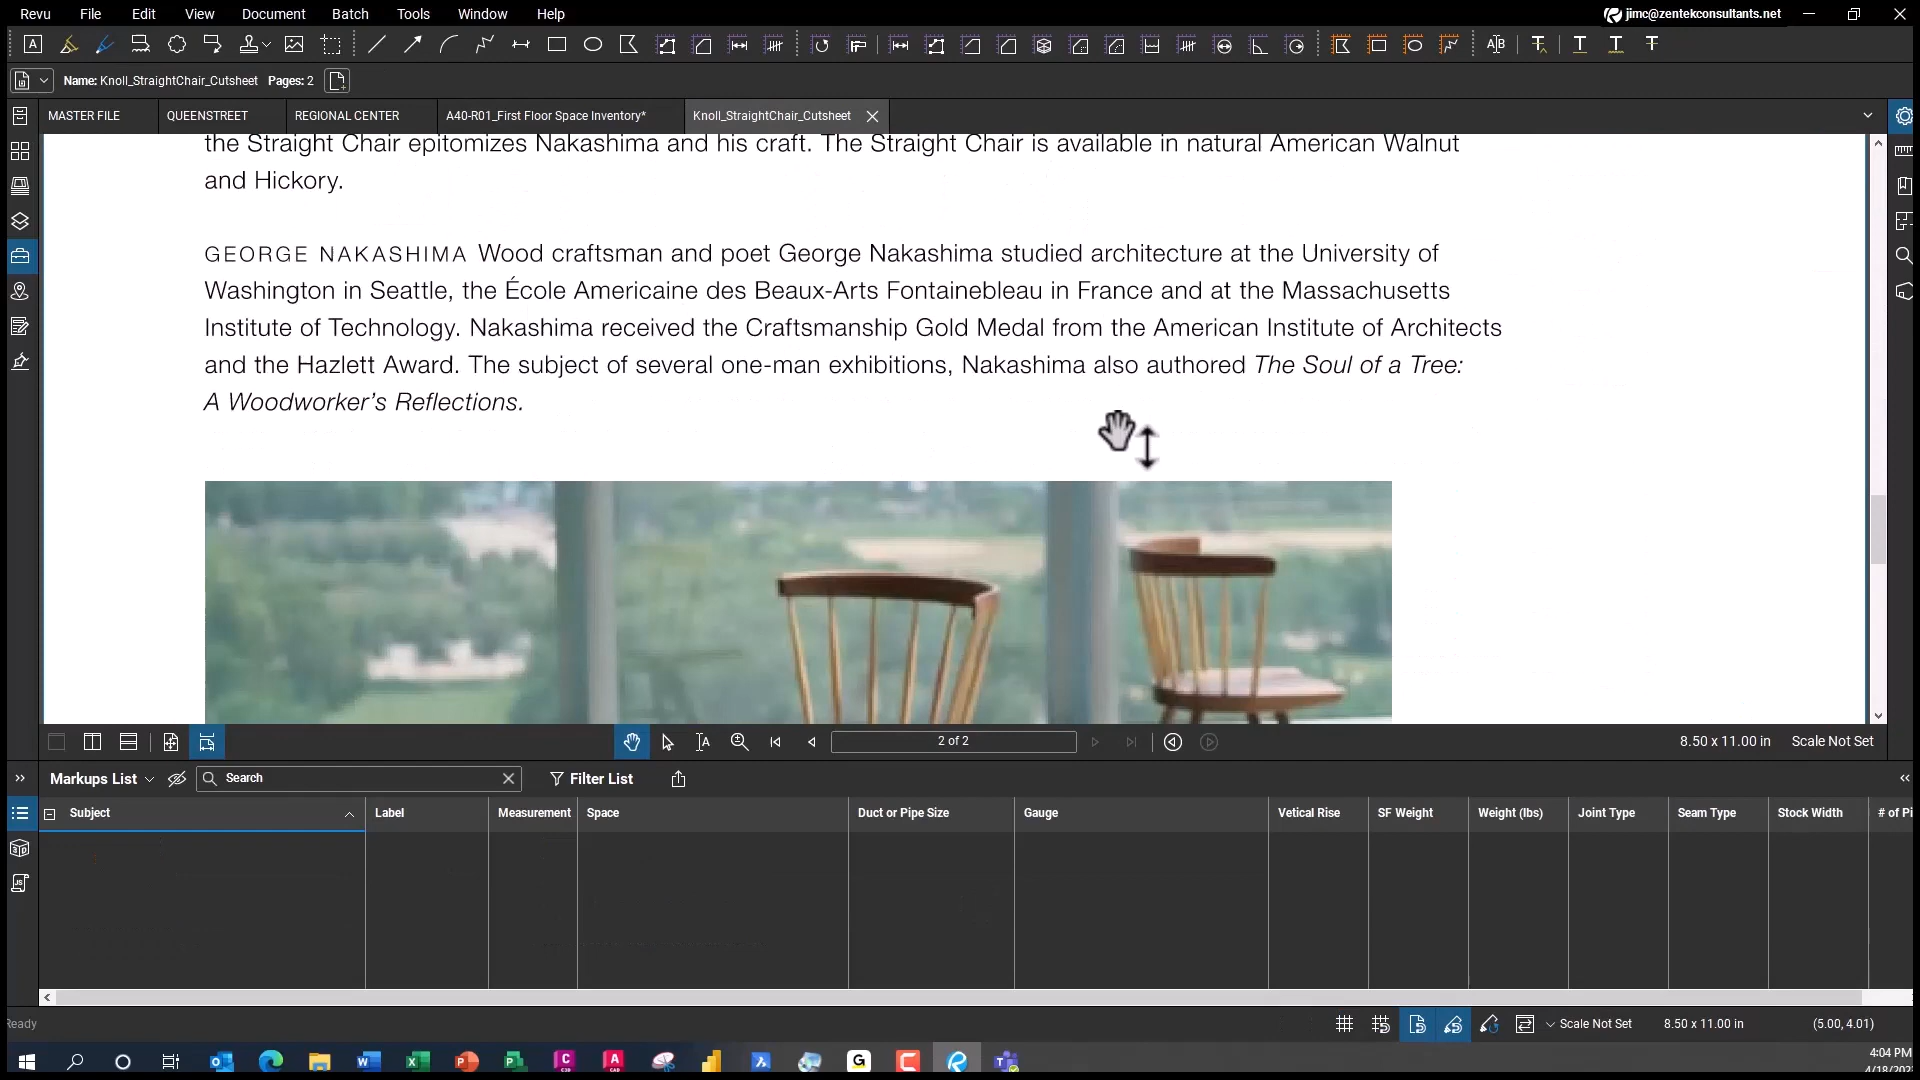 Revu File Edit View Document Batch Tools Window Help jimc@zentekconsultants.net
Name: Knoll_StraightChair_Cutsheet Pages: 2
MASTER FILE QUEENSTREET REGIONAL CENTER A40-R01_First Floor Space Inventory* Knoll_StraightChair_Cutsheet
the Straight Chair epitomizes Nakashima and his craft. The Straight Chair is available in natural American Walnut
and Hickory.
GEORGE NAKASHIMA Wood craftsman and poet George Nakashima studied architecture at the University of
Washington in Seattle, the École Americaine des Beaux-Arts Fontainebleau in France and at the Massachusetts
Institute of Technology. Nakashima received the Craftsmanship Gold Medal from the American Institute of Architects
and the Hazlett Award. The subject of several one-man exhibitions, Nakashima also authored The Soul of a Tree:
A Woodworker's Reflections.
2 of 2 8.50 x 11.00 in Scale Not Set
Markups List Search Filter List
Subject Label Measurement Space Duct or Pipe Size Gauge Vetical Rise SF Weight Weight (lbs) Joint Type Seam Type Stock Width # of Pi
Ready Scale Not Set 8.50 x 11.00 in (5.00, 4.01)
4:04 PM